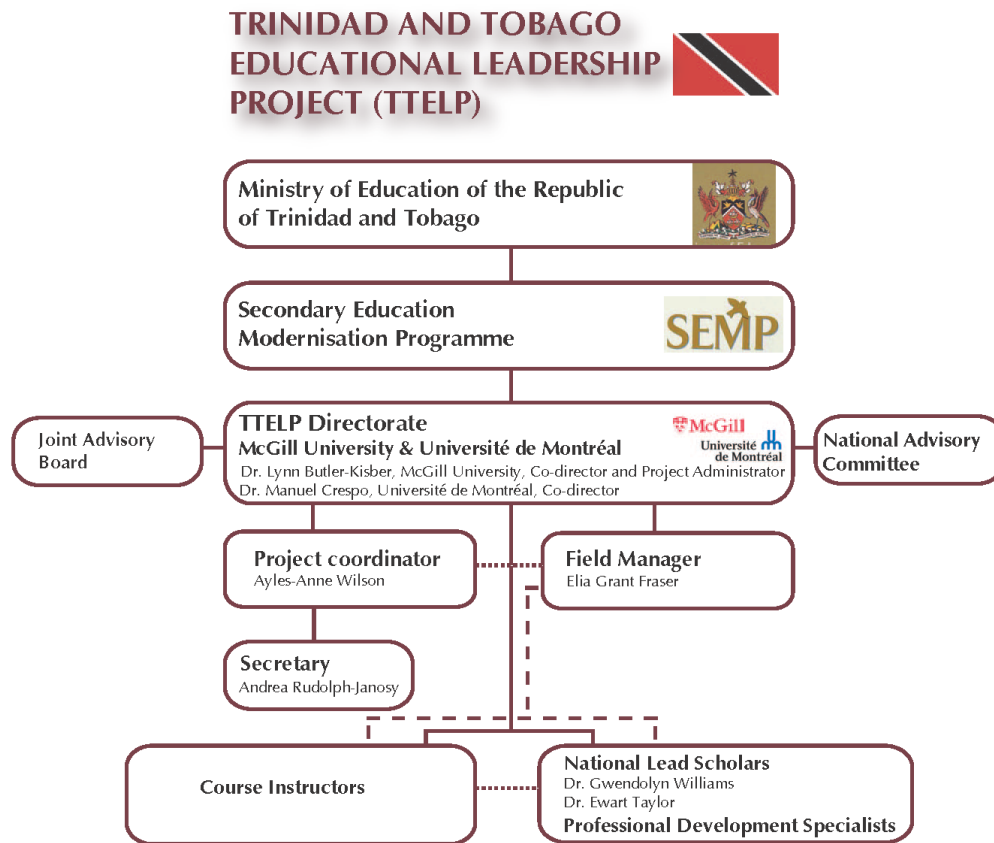 TRINIDAD AND TOBAGO
EDUCATIONAL LEADERSHIP
PROJECT (TTELP)
Ministry of Education of the Republic
of Trinidad and Tobago
Secondary Education
Modernisation Programme
SEMP
Joint Advisory
Board
TTELP Directorate
McGill University & Université de Montréal
Dr. Lynn Butler-Kisber, McGill University, Co-director and Project Administrator
Dr. Manuel Crespo, Université de Montréal, Co-director
McGill
Université
de Montréal
National Advisory
Committee
Project coordinator
Ayles-Anne Wilson
Field Manager
Elia Grant Fraser
Secretary
Andrea Rudolph-Janosy
Course Instructors
National Lead Scholars
Dr. Gwendolyn Williams
Dr. Ewart Taylor
Professional Development Specialists